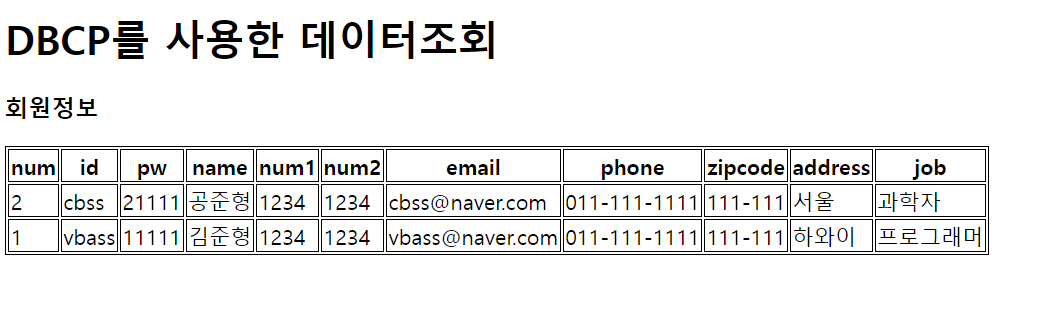 DBCP를 사용한 데이터조회
회원정보
num id pw name num1 num2 email phone zipcode address job
2 cbss 21111 공준형 1234 1234 cbss@naver.com 011-111-1111 111-111 서울 과학자
1 vbass 11111 김준형 1234 1234 vbass@naver.com 011-111-1111 111-111 하와이 프로그래머